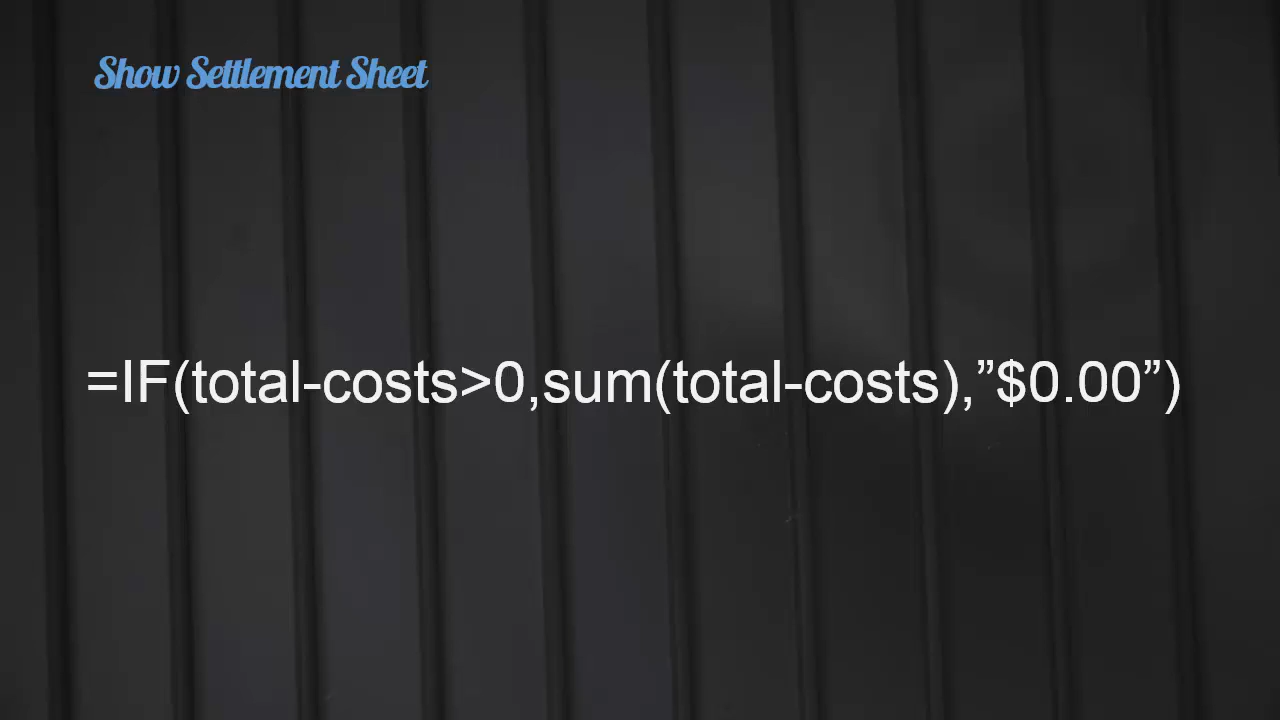 Show Settlement Sheet
=IF(total-costs>0,sum(total-costs),”$0.00”)